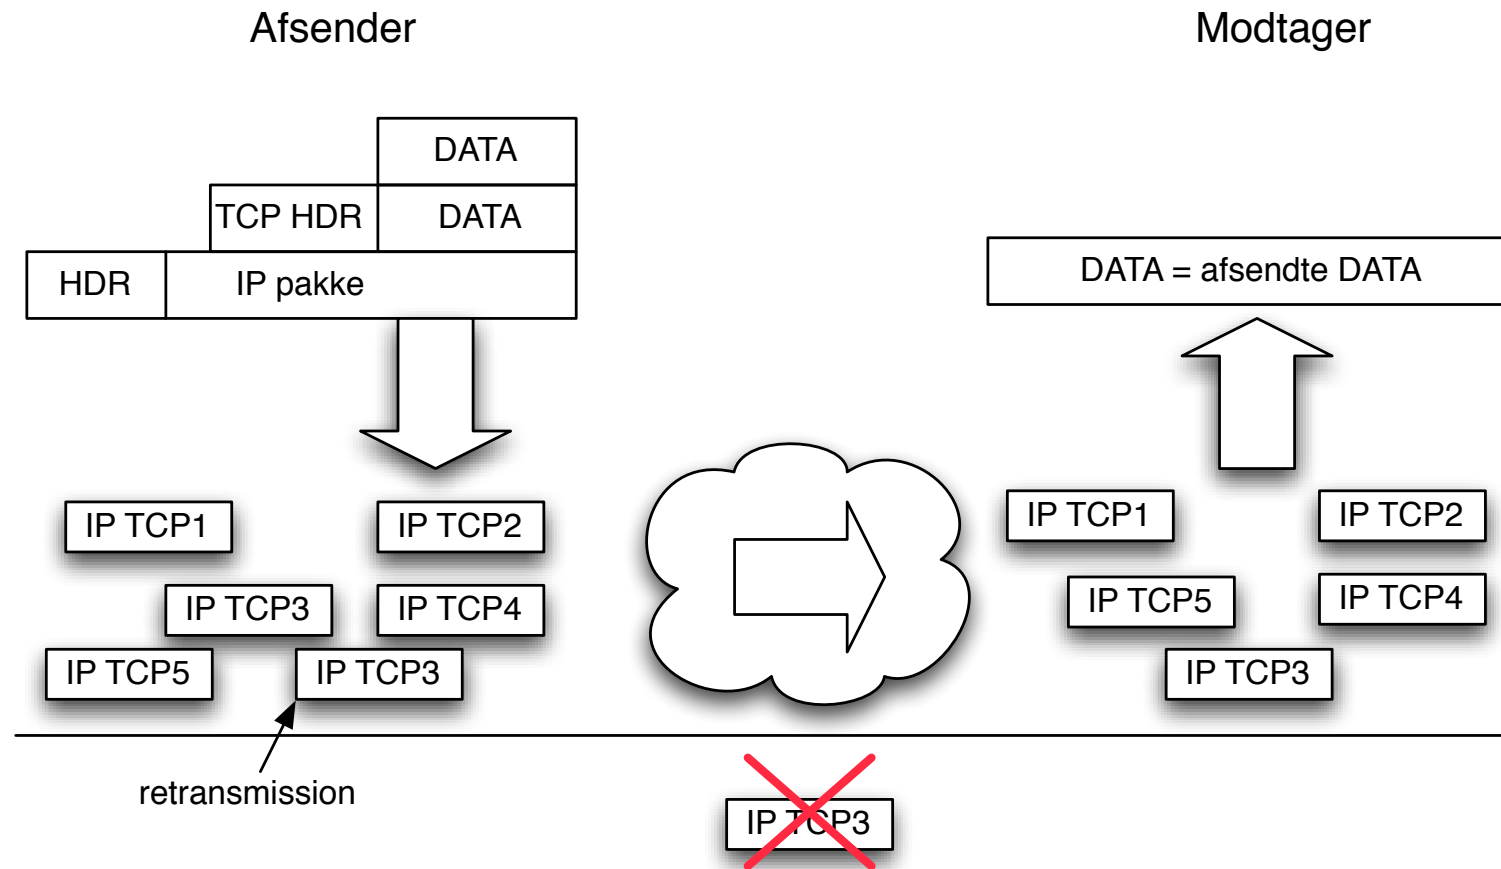 Afsender
Modtager
DATA
TCP HDR
DATA
HDR
IP pakke
DATA = afsendte DATA
IP TCP1
IP TCP2
IP TCP3
IP TCP4
IP TCP5
IP TCP3
IP TCP1
IP TCP2
IP TCP5
IP TCP4
IP TCP3
retransmission
IP TCP3